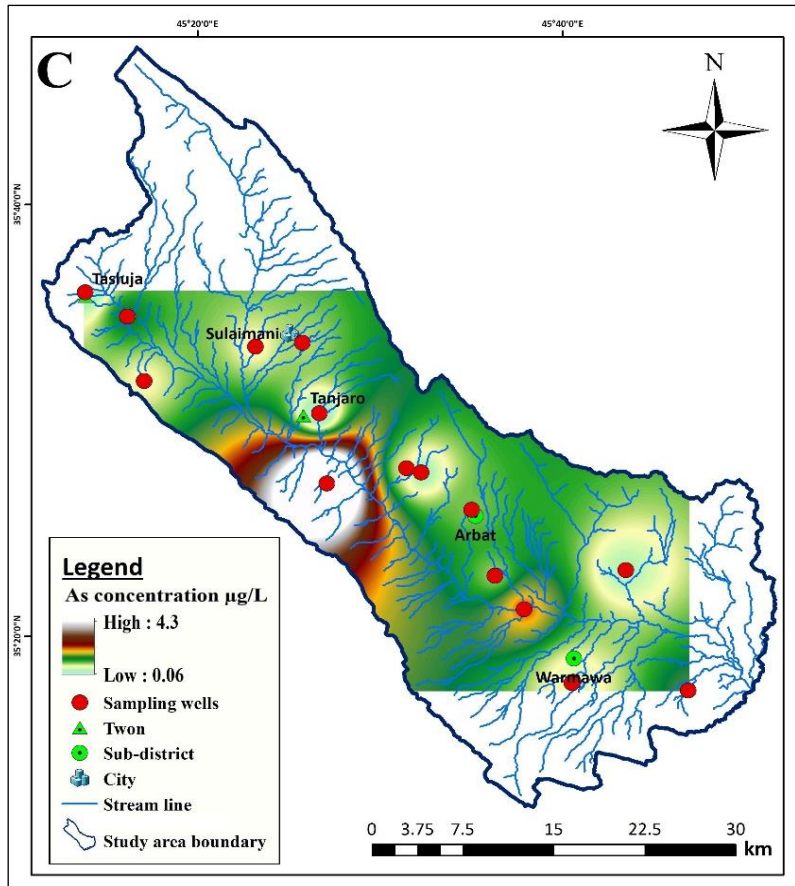 45°20'0"E
45°40'0"E
C
N
35°40'0"N
35°20'0"N
Tasluja
Sulaimani
Tanjaro
Arbat
Warmawa
Legend
As concentration µg/L
High : 4.3
Low : 0.06
Sampling wells
Twon
Sub-district
City
Stream line
Study area boundary
0 3.75 7.5 15 22.5 30
km